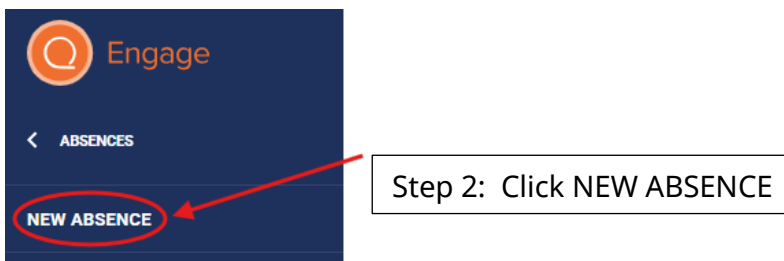 Engage
ABSENCES
NEW ABSENCE
Step 2: Click NEW ABSENCE